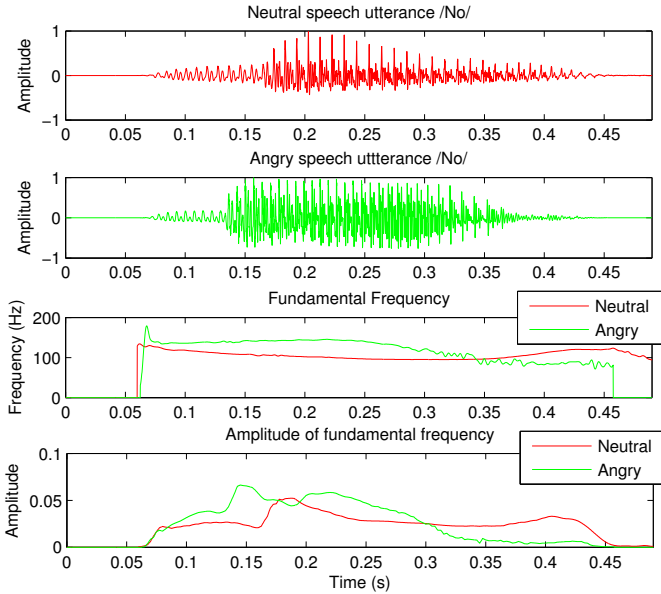 Neutral speech utterance /No/
Amplitude
1
0
−1
0 0.05 0.1 0.15 0.2 0.25 0.3 0.35 0.4 0.45
Angry speech uttterance /No/
Amplitude
1
0
−1
0 0.05 0.1 0.15 0.2 0.25 0.3 0.35 0.4 0.45
Fundamental Frequency
Frequency (Hz)
200
100
0
Neutral
Angry
0 0.05 0.1 0.15 0.2 0.25 0.3 0.35 0.4 0.45
Amplitude of fundamental frequency
Amplitude
0.1
0.05
0
Neutral
Angry
0 0.05 0.1 0.15 0.2 0.25 0.3 0.35 0.4 0.45
Time (s)